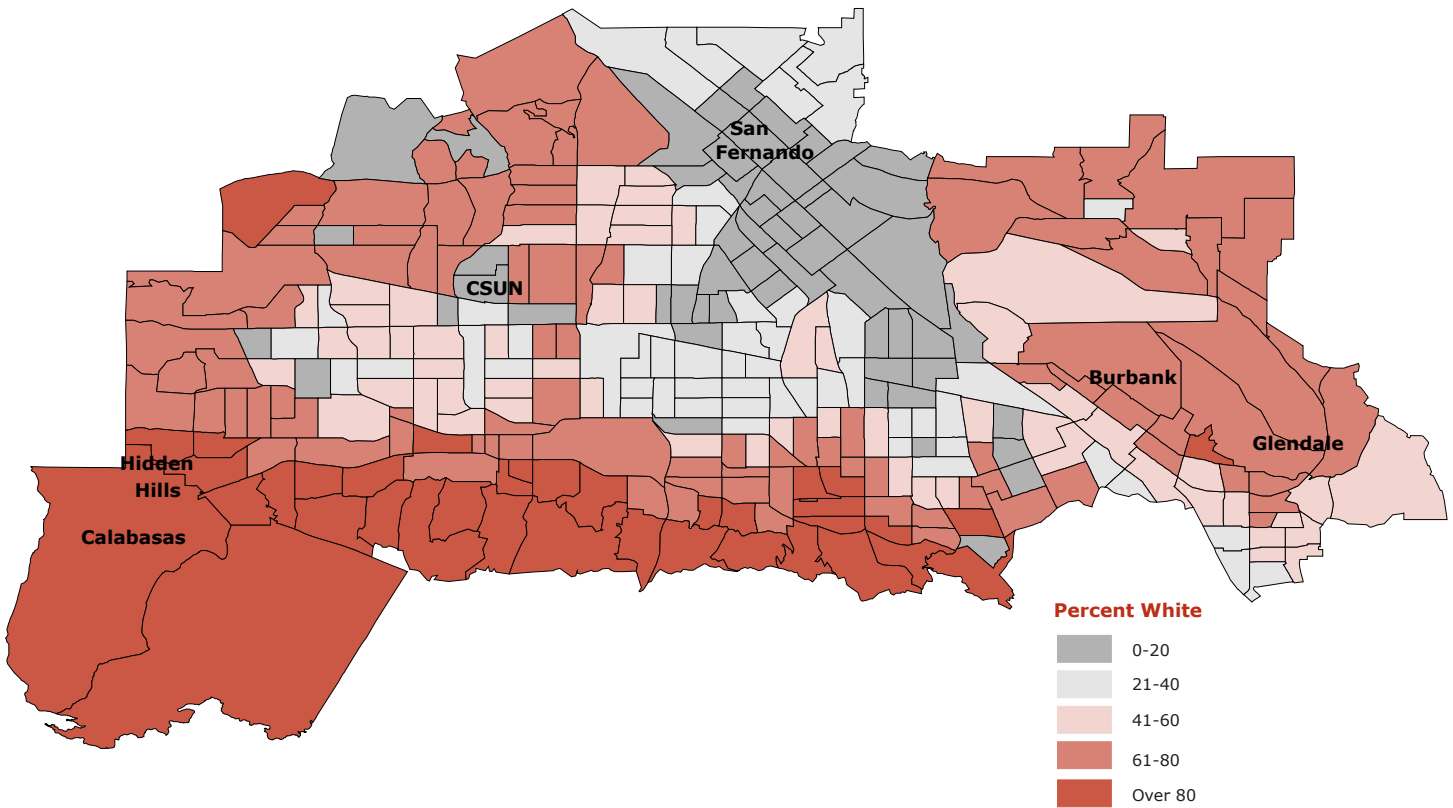 San
Fernando
CSUN
Burbank
Glendale
Hidden
Hills
Calabasas
Percent White
0-20
21-40
41-60
61-80
Over 80